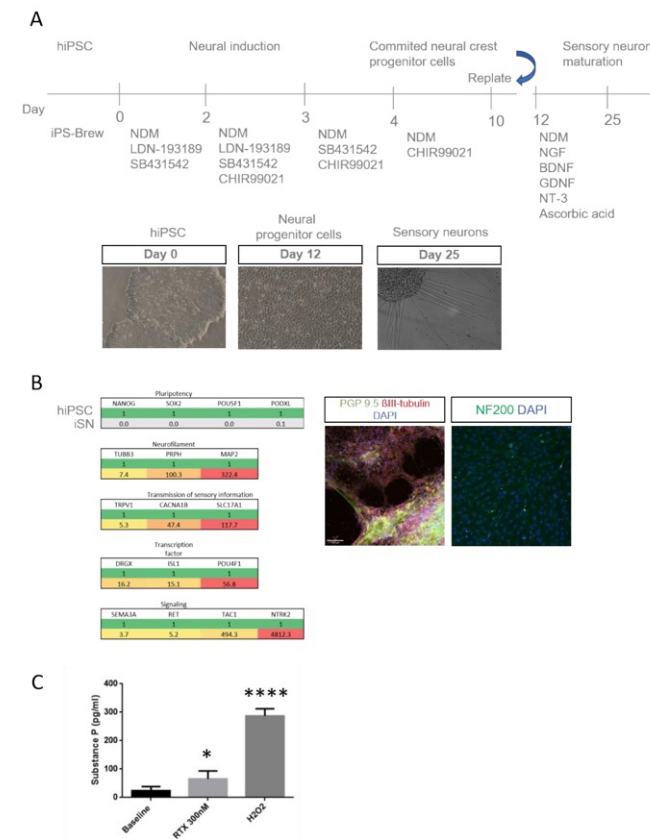 A
hiPSC
Neural induction
Commited neural crest
progenitor cells
Sensory neuron
maturation
Replate
Day
0 2 3 4 10 12 25
iPS-Brew
NDM
LDN-193189
SB431542
NDM
LDN-193189
SB431542
CHIR99021
NDM
SB431542
CHIR99021
NDM
CHIR99021
NDM
NGF
BDNF
GDNF
NT-3
Ascorbic acid
hiPSC
Day 0
Neural
progenitor cells
Day 12
Sensory neurons
Day 25
B
hiPSC
iSN
Pluripotency
NANOG SOX2 POU5F1 PODXL
1 1 1 1
0.0 0.0 0.0 0.1
Neurofilament
TUBB3 PRPH MAP2
1 1 1
7.4 100.3 322.4
Transmission of sensory information
TRPV1 CACNA1B SLC17A1
1 1 1
5.3 47.4 117.7
Transcription
factor
DRGX ISL1 POU4F1
1 1 1
16.2 15.1 56.8
Signaling
SEMA3A RET TAC1 NTRK2
1 1 1 1
3.7 5.2 494.3 4812.3
PGP 9.5 ßIII-tubulin
DAPI
NF200 DAPI
C
Substance P (pg/ml)
400
300
200
100
0
*
****
Baseline
RTX 300nM
H2O2